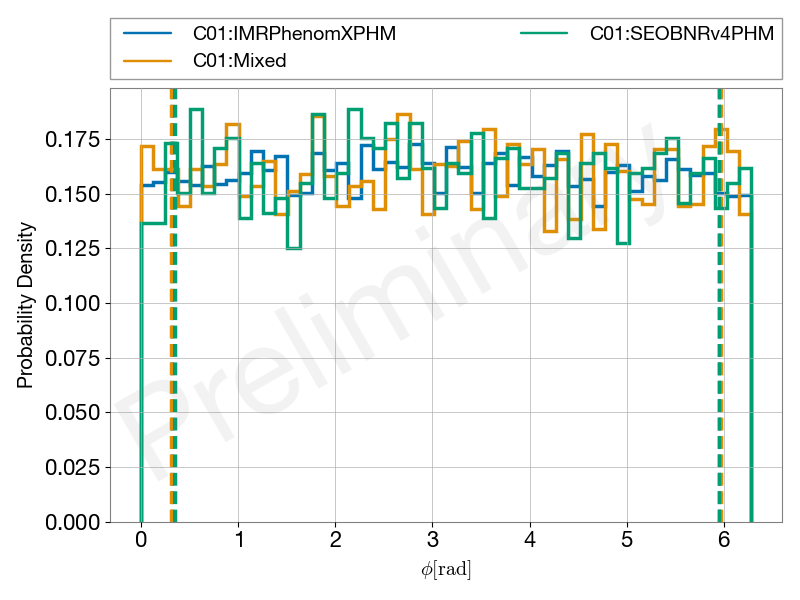 C01:IMRPhenomXPHM
C01:Mixed
C01:SEOBNRv4PHM
0.175
0.150
0.125
0.100
0.075
0.050
0.025
0.000
Probability Density
Preliminary
0 1 2 3 4 5 6
ϕ[rad]